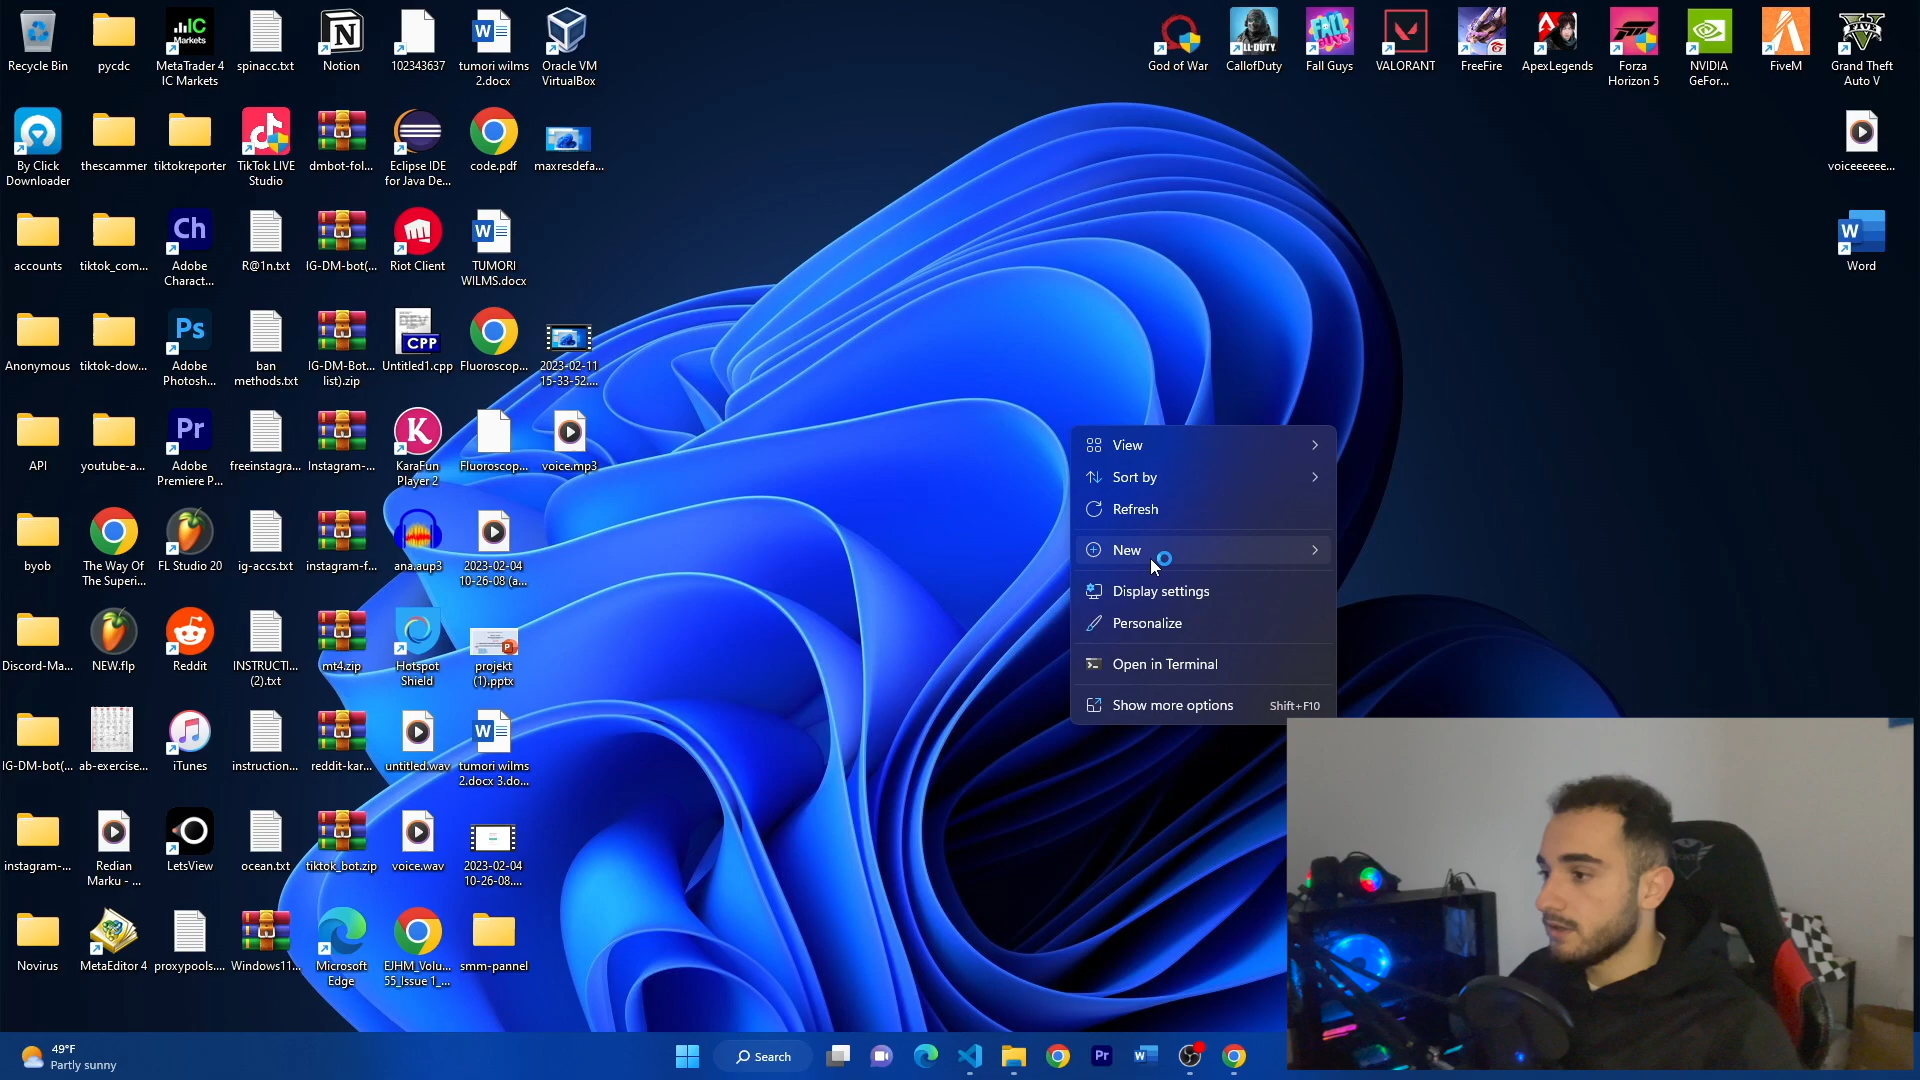 Recycle Bin
pycdc
MetaTrader 4
IC Markets
spinacc.txt
Notion
102343637
tumori wilms
2.docx
Oracle VM
VirtualBox
God of War
CallofDuty
Fall Guys
VALORANT
FreeFire
ApexLegends
Forza
Horizon 5
NVIDIA
GeFor...
FiveM
Grand Theft
Auto V
By Click
Downloader
thescammer
tiktokreporter
TikTok LIVE
Studio
dmbot-fol...
Eclipse IDE
for Java De...
code.pdf
maxresdefa...
voiceeeeee...
accounts
tiktok_com...
Adobe
Charact...
R@1n.txt
IG-DM-bot(...
Riot Client
TUMORI
WILMS.docx
Word
Anonymous
tiktok-dow...
Adobe
Photosh...
ban
methods.txt
IG-DM-Bot...
list).zip
Untitled1.cpp
Fluoroscop...
2023-02-11
15-33-52....
API
youtube-a...
Adobe
Premiere P...
freeinstagra...
Instagram-...
KaraFun
Player 2
Fluoroscop...
voice.mp3
byob
The Way Of
The Superi...
FL Studio 20
ig-accs.txt
instagram-f...
ana.aup3
2023-02-04
10-26-08 (a...
Discord-Ma...
NEW.flp
Reddit
INSTRUCTI...
(2).txt
mt4.zip
Hotspot
Shield
projekt
(1).pptx
IG-DM-bot(...
ab-exercise...
iTunes
instruction...
reddit-kar...
untitled.wav
tumori wilms
2.docx 3.do...
instagram-...
Redian
Marku - ...
LetsView
ocean.txt
tiktok_bot.zip
voice.wav
2023-02-04
10-26-08....
Novirus
MetaEditor 4
proxypools....
Windows11...
Microsoft
Edge
EJHM_Volu...
55_Issue 1_...
smm-pannel
View
Sort by
Refresh
New
Display settings
Personalize
Open in Terminal
Show more options Shift+F10
49°F
Partly sunny
Search